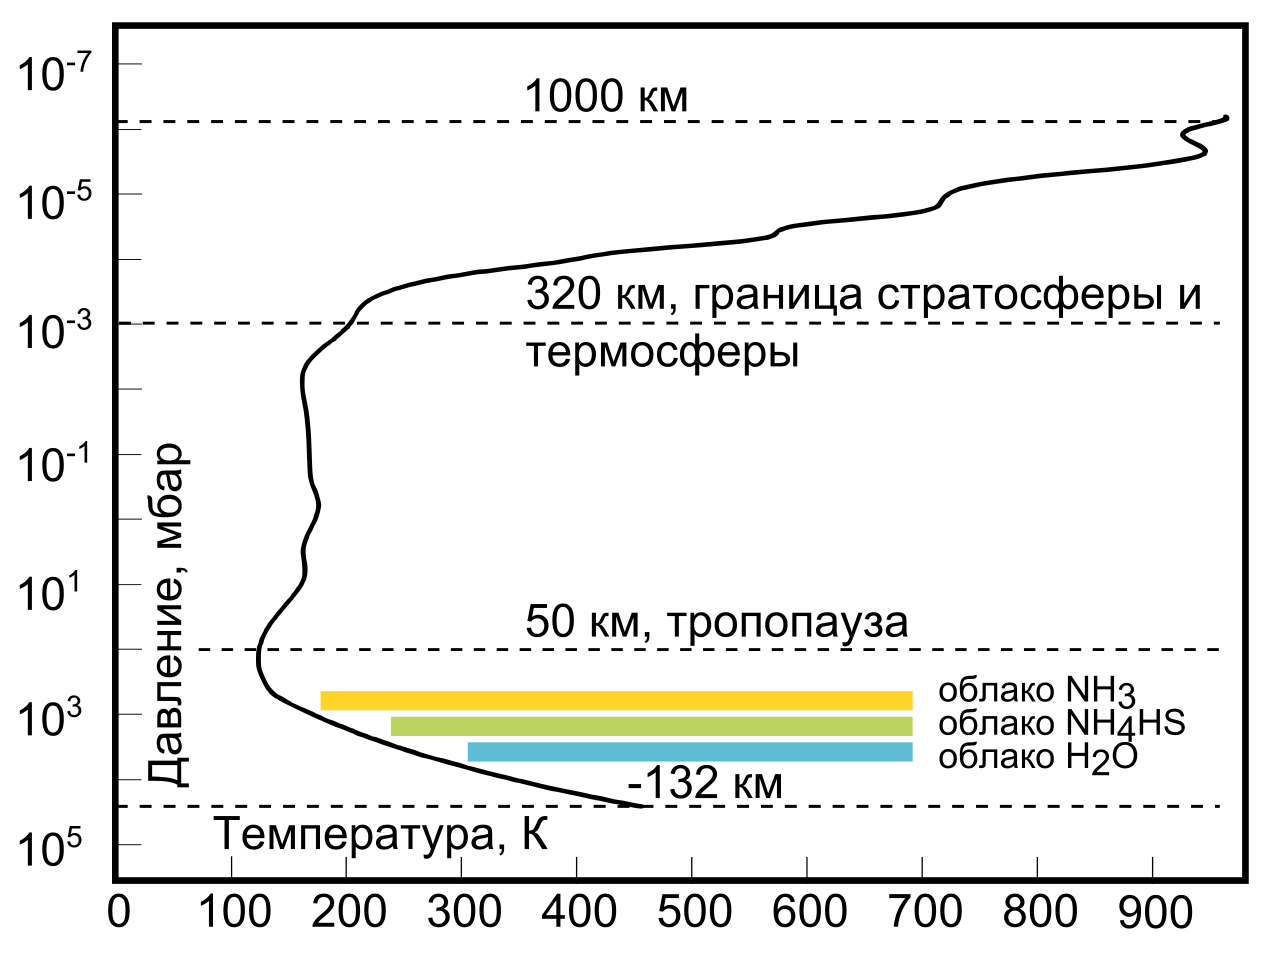 10-7
1000 км
10-5
320 км, граница стратосферы и
10-3
термосферы
10-1
Давление, мбар
101
50 км, тропопауза
облако NH3
103
облако NH4HS
облако H2O
-132 км
Температура, К
105
0 100 200 300 400 500 600 700 800 900